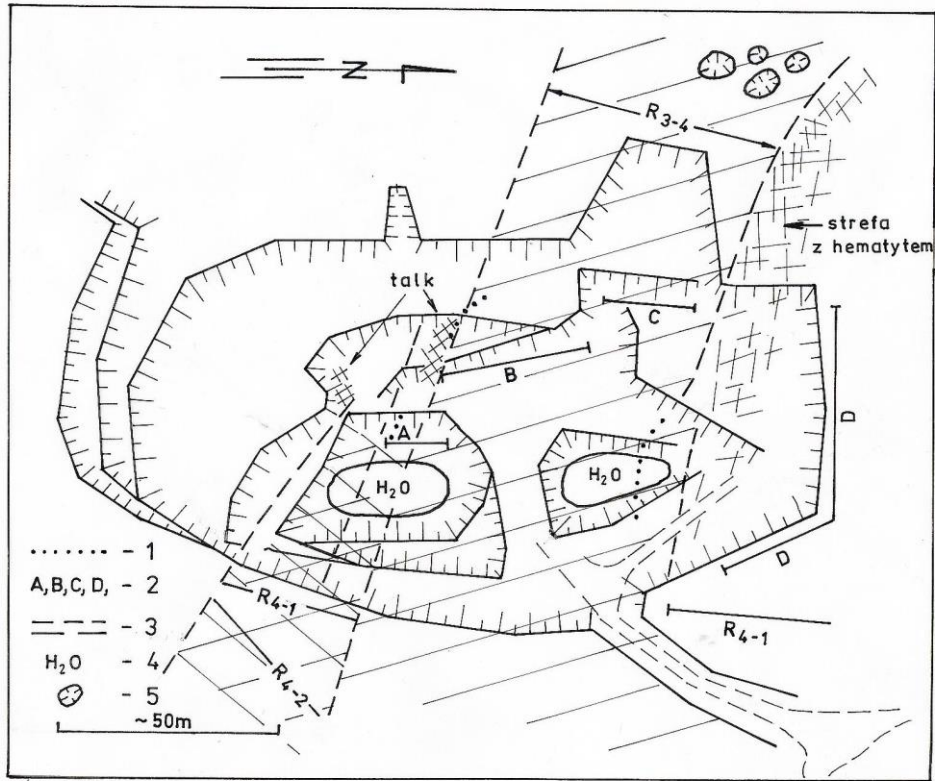 N
R3-4
strefa
z hematytem
talk
C
B
D
A
H2O
H2O
D
R4-1
R4-1
R4-2
- 1
A, B, C, D, - 2
- 3
H2O - 4
- 5
~50m